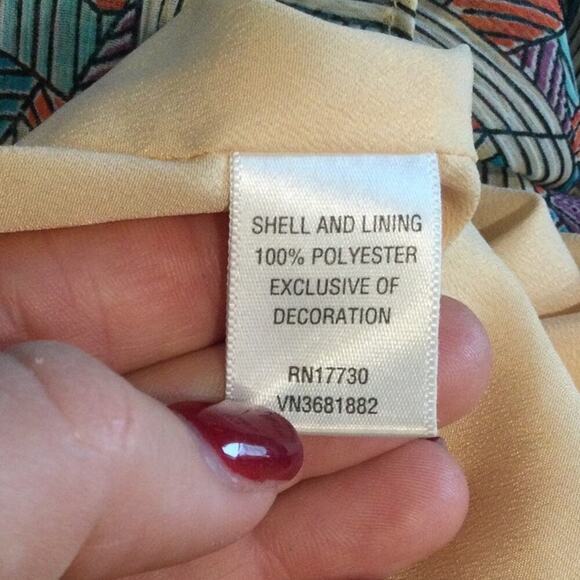 SHELL AND LINING
100% POLYESTER
EXCLUSIVE OF
DECORATION
RN17730
VN3681882